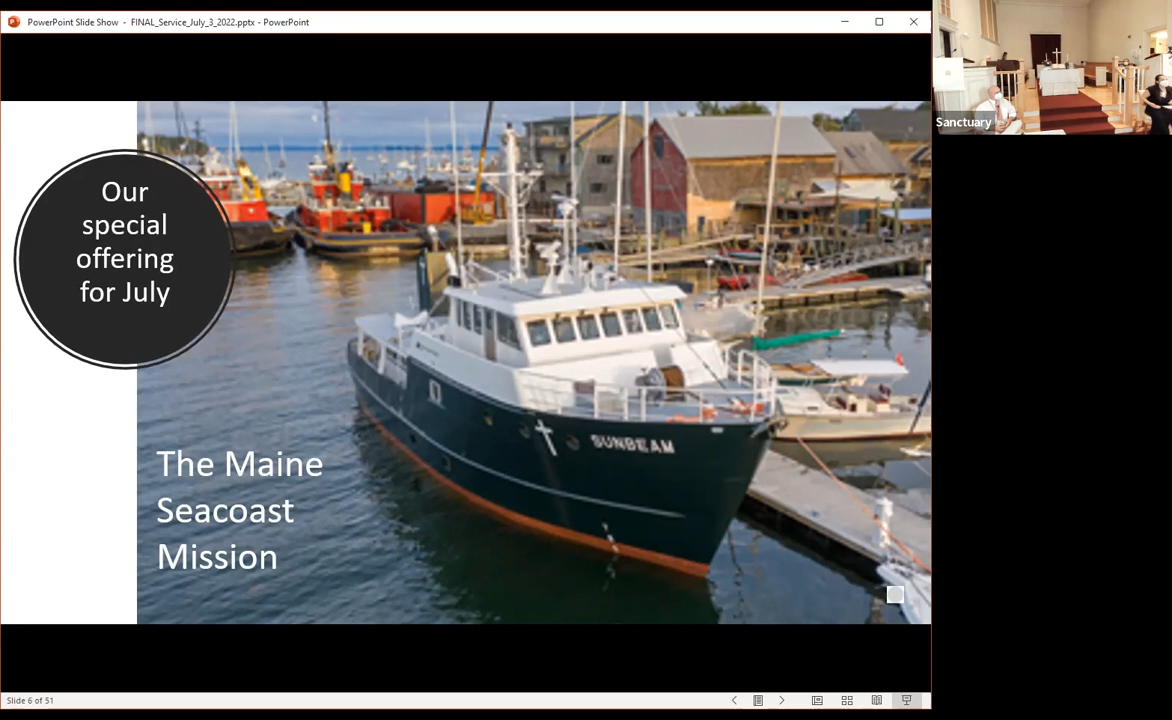 PowerPoint Slide Show - FINAL_Service_July_3_2022.pptx - PowerPoint
Sanctuary
Our
special
offering
for July
SUNBEAM
The Maine
Seacoast
Mission
Slide 6 of 51